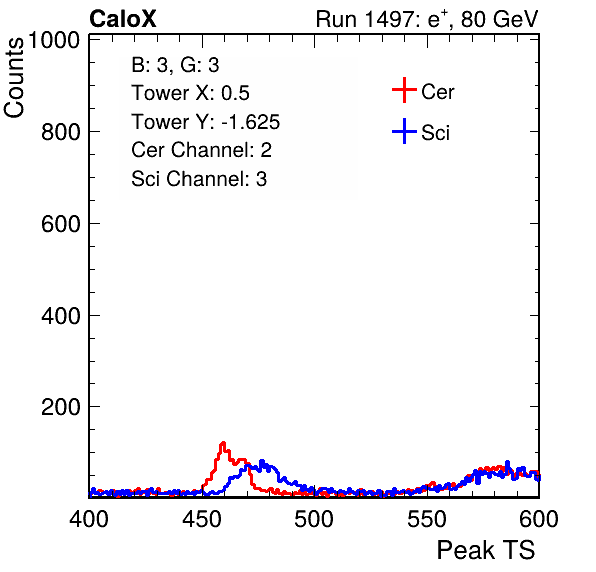 CaloX Run 1497: e+, 80 GeV
Counts
1000
800
600
400
200
B: 3, G: 3
Tower X: 0.5
Tower Y: -1.625
Cer Channel: 2
Sci Channel: 3
Cer
Sci
400 450 500 550 600
Peak TS